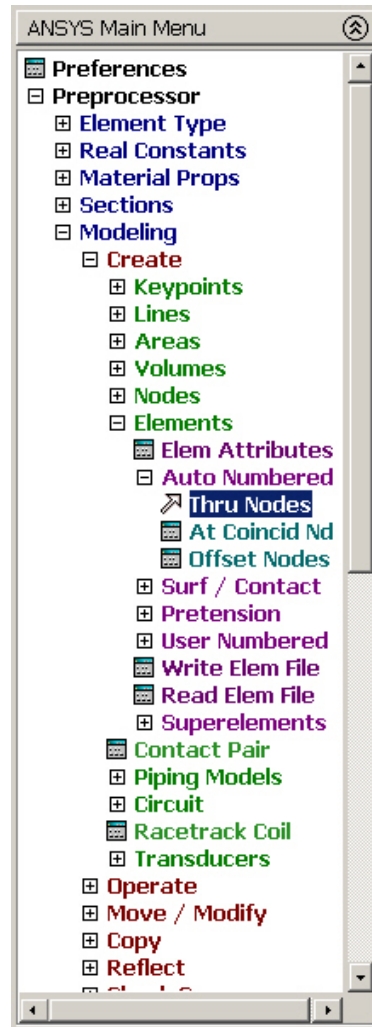 ANSYS Main Menu
Preferences
Preprocessor
Element Type
Real Constants
Material Props
Sections
Modeling
Create
Keypoints
Lines
Areas
Volumes
Nodes
Elements
Elem Attributes
Auto Numbered
Thru Nodes
At Coincid Nd
Offset Nodes
Surf / Contact
Pretension
User Numbered
Write Elem File
Read Elem File
Superelements
Contact Pair
Piping Models
Circuit
Racetrack Coil
Transducers
Operate
Move / Modify
Copy
Reflect